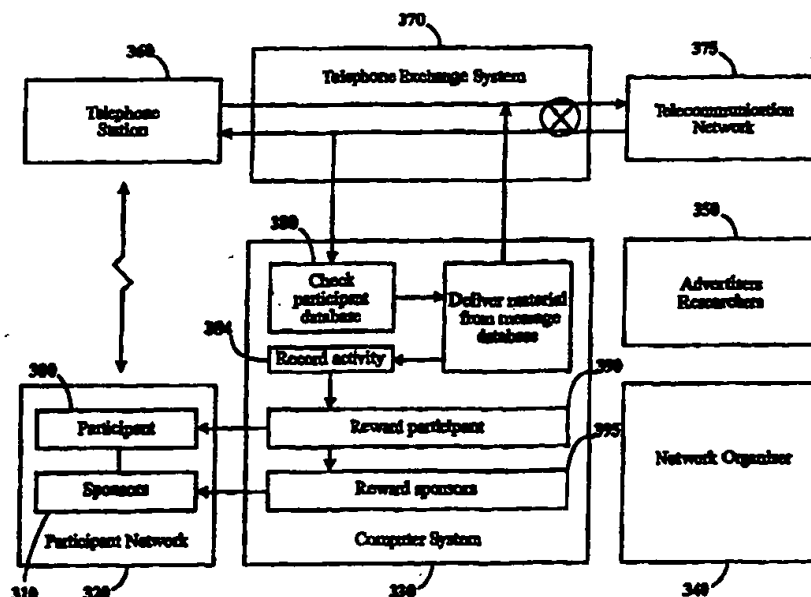 370
360
375
Telephone Exchange System
Telephone
Station
Telecommunication
Network
350
380
Check
participant
database
Deliver material
from message
database
Advertisers
Researchers
384
Record activity
300
390
Participant
Reward participant
395
Network Organiser
Sponsors
Reward sponsors
Participant Network
Computer System
310
320
330
340